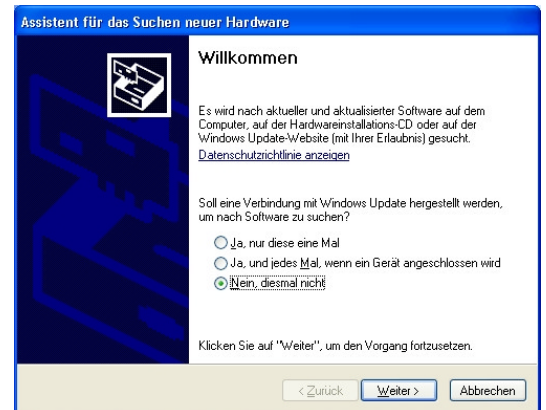 Assistent für das Suchen neuer Hardware
Willkommen
Es wird nach aktueller und aktualisierter Software auf dem
Computer, auf der Hardwareinstallations-CD oder auf der
Windows Update-Website (mit Ihrer Erlaubnis) gesucht.
Datenschutzrichtlinie anzeigen
Soll eine Verbindung mit Windows Update hergestellt werden,
um nach Software zu suchen?
Ja, nur diese eine Mal
Ja, und jedes Mal, wenn ein Gerät angeschlossen wird
Nein, diesmal nicht
Klicken Sie auf "Weiter", um den Vorgang fortzusetzen.
< Zurück Weiter > Abbrechen